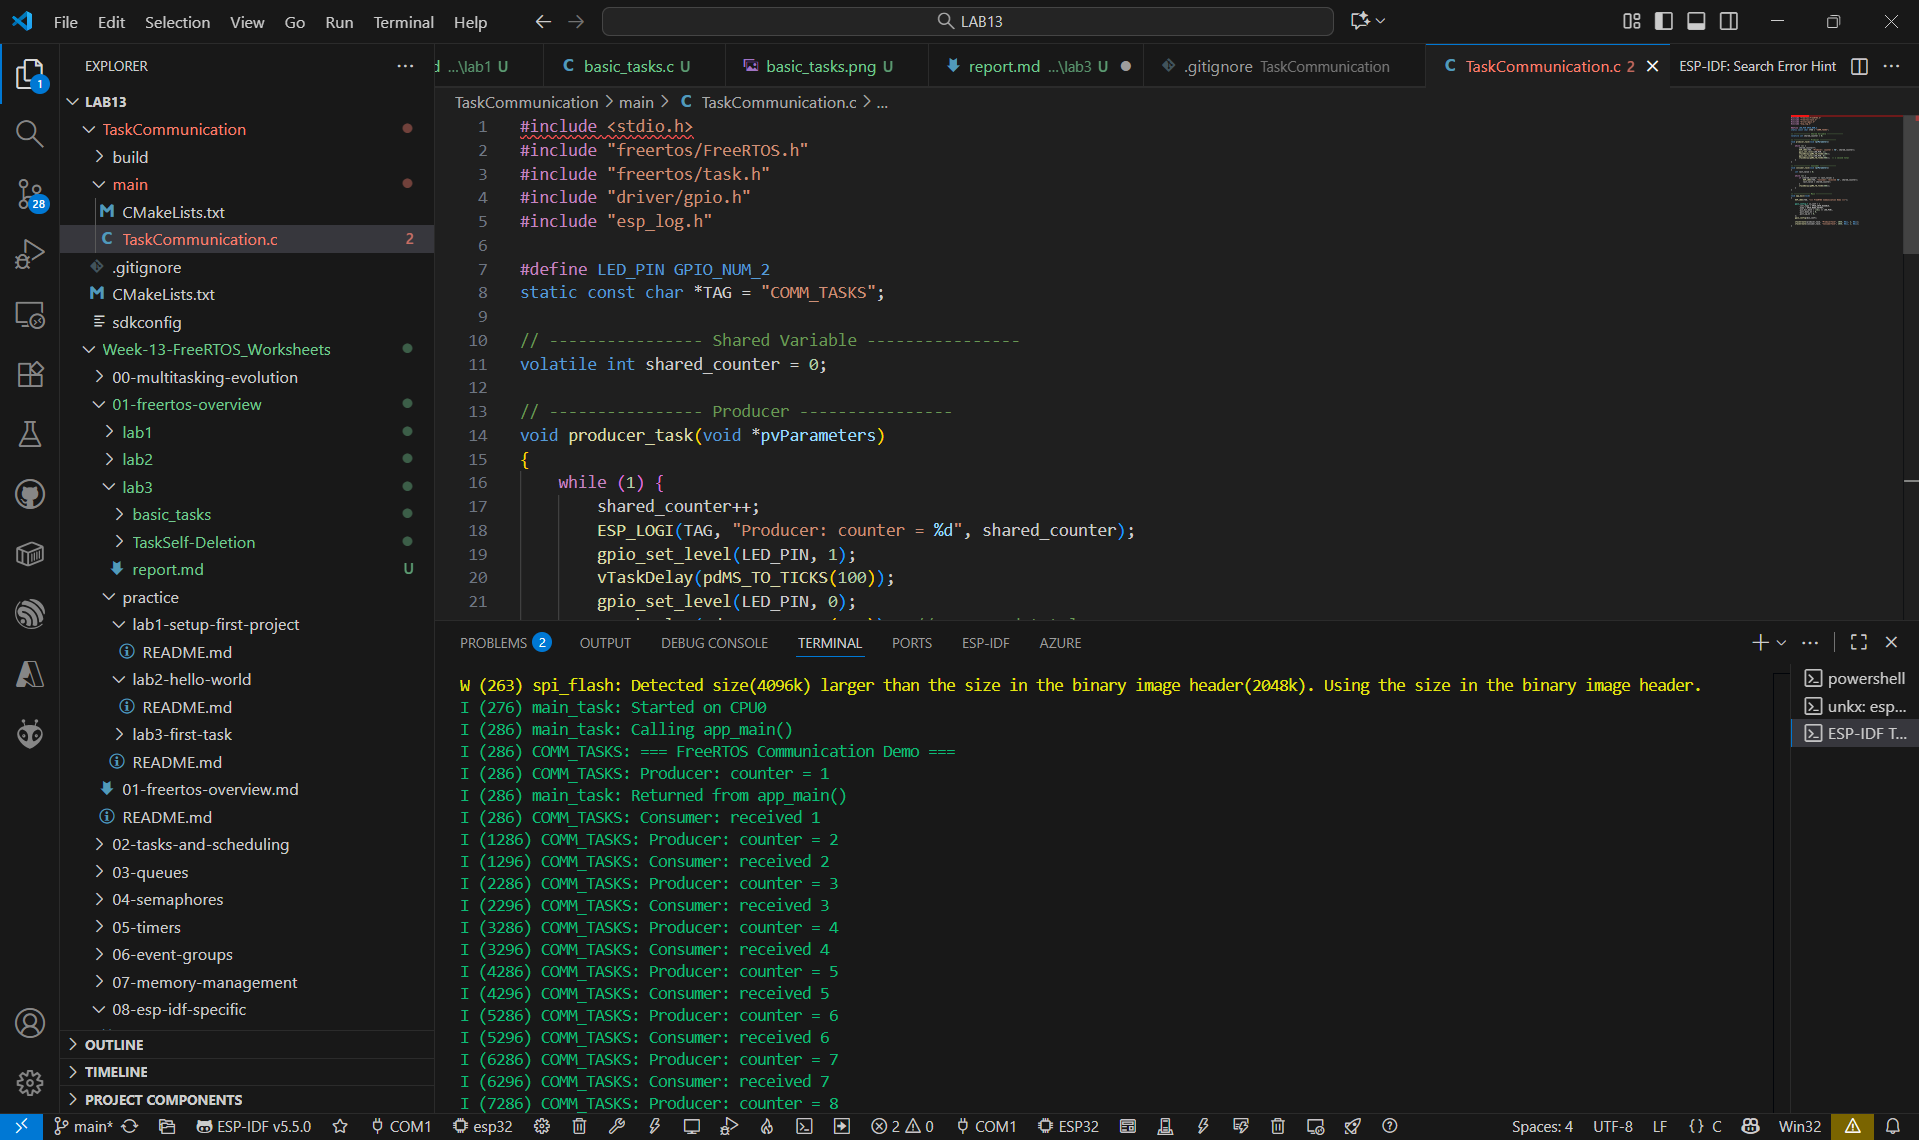 File Edit Selection View Go Run Terminal Help
LAB13
EXPLORER
LAB13
TaskCommunication
build
main
CMakeLists.txt
TaskCommunication.c 2
.gitignore
CMakeLists.txt
sdkconfig
Week-13-FreeRTOS_Worksheets
00-multitasking-evolution
01-freertos-overview
lab1
lab2
lab3
basic_tasks
TaskSelf-Deletion
report.md U
practice
lab1-setup-first-project
README.md
lab2-hello-world
README.md
lab3-first-task
README.md
01-freertos-overview.md
README.md
02-tasks-and-scheduling
03-queues
04-semaphores
05-timers
06-event-groups
07-memory-management
08-esp-idf-specific
OUTLINE
TIMELINE
PROJECT COMPONENTS
1
28
d ...\lab1 U
basic_tasks.c U
basic_tasks.png U
report.md ...\lab3 U
.gitignore TaskCommunication
TaskCommunication.c 2
ESP-IDF: Search Error Hint
TaskCommunication > main > C TaskCommunication.c > ...
1 #include <stdio.h>
2 #include "freertos/FreeRTOS.h"
3 #include "freertos/task.h"
4 #include "driver/gpio.h"
5 #include "esp_log.h"
6
7 #define LED_PIN GPIO_NUM_2
8 static const char *TAG = "COMM_TASKS";
9
10 // ---------------- Shared Variable ----------------
11 volatile int shared_counter = 0;
12
13 // ---------------- Producer ----------------
14 void producer_task(void *pvParameters)
15 {
16 while (1) {
17 shared_counter++;
18 ESP_LOGI(TAG, "Producer: counter = %d", shared_counter);
19 gpio_set_level(LED_PIN, 1);
20 vTaskDelay(pdMS_TO_TICKS(100));
21 gpio_set_level(LED_PIN, 0);
PROBLEMS 2 OUTPUT DEBUG CONSOLE TERMINAL PORTS ESP-IDF AZURE
W (263) spi_flash: Detected size(4096k) larger than the size in the binary image header(2048k). Using the size in the binary image header.
I (276) main_task: Started on CPU0
I (286) main_task: Calling app_main()
I (286) COMM_TASKS: === FreeRTOS Communication Demo ===
I (286) COMM_TASKS: Producer: counter = 1
I (286) main_task: Returned from app_main()
I (286) COMM_TASKS: Consumer: received 1
I (1286) COMM_TASKS: Producer: counter = 2
I (1296) COMM_TASKS: Consumer: received 2
I (2286) COMM_TASKS: Producer: counter = 3
I (2296) COMM_TASKS: Consumer: received 3
I (3286) COMM_TASKS: Producer: counter = 4
I (3296) COMM_TASKS: Consumer: received 4
I (4286) COMM_TASKS: Producer: counter = 5
I (4296) COMM_TASKS: Consumer: received 5
I (5286) COMM_TASKS: Producer: counter = 6
I (5296) COMM_TASKS: Consumer: received 6
I (6286) COMM_TASKS: Producer: counter = 7
I (6296) COMM_TASKS: Consumer: received 7
I (7286) COMM_TASKS: Producer: counter = 8
powershell
unkx: esp...
ESP-IDF T...
main* ESP-IDF v5.5.0 COM1 esp32 2 0 COM1 ESP32 Spaces: 4 UTF-8 LF {} C Win32